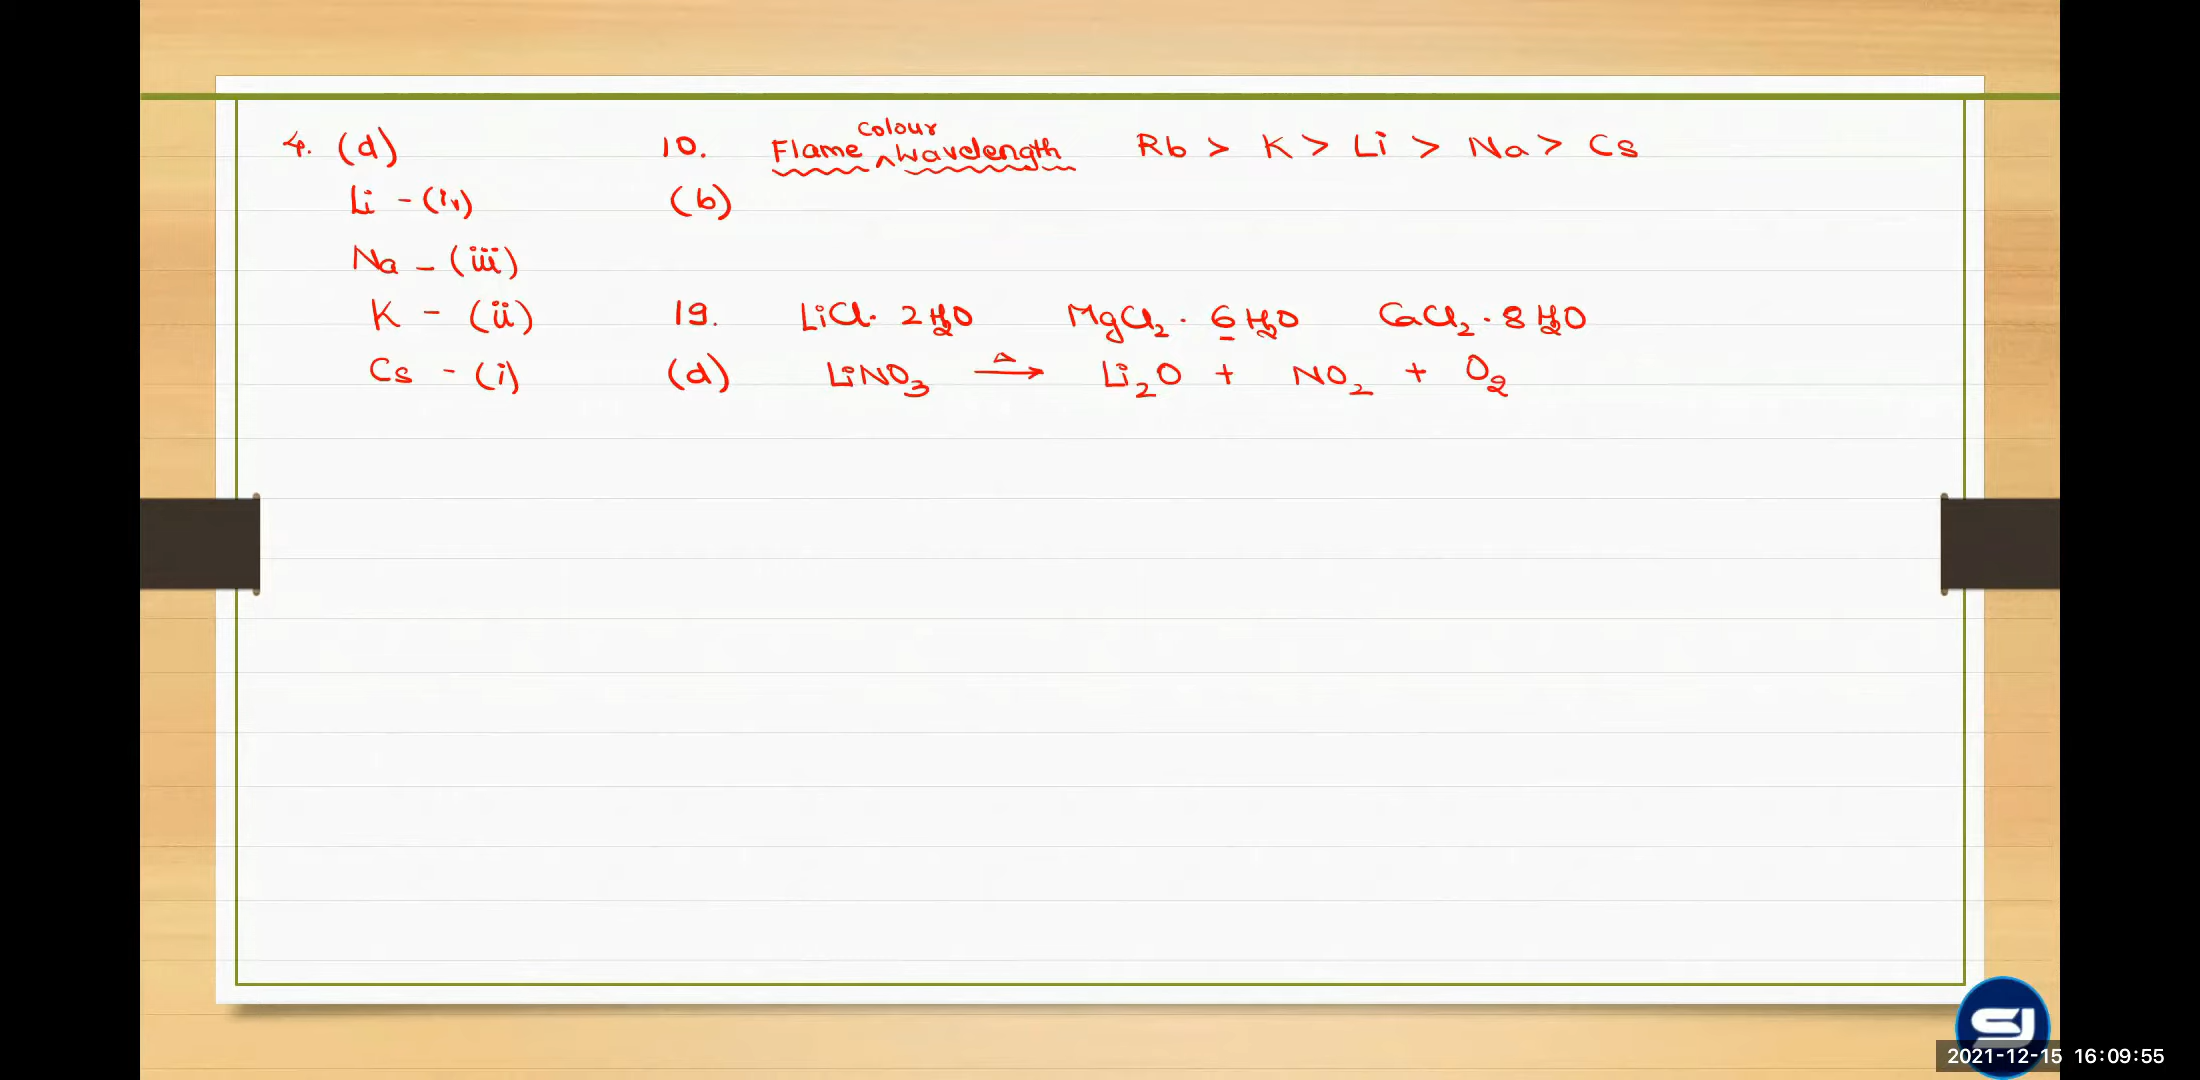 4. (d)
Li - (iv)
Na - (iii)
K - (ii)
Cs - (i)
10. Flame ^ Colour Wavelength Rb > K > Li > Na > Cs
(b)
19. LiCl. 2H₂O MgCl₂ . 6H₂O CaCl₂ . 8H₂O
(d) LiNO₃ →Δ Li₂O + NO₂ + O₂
SJ
2021-12-15 16:09:55